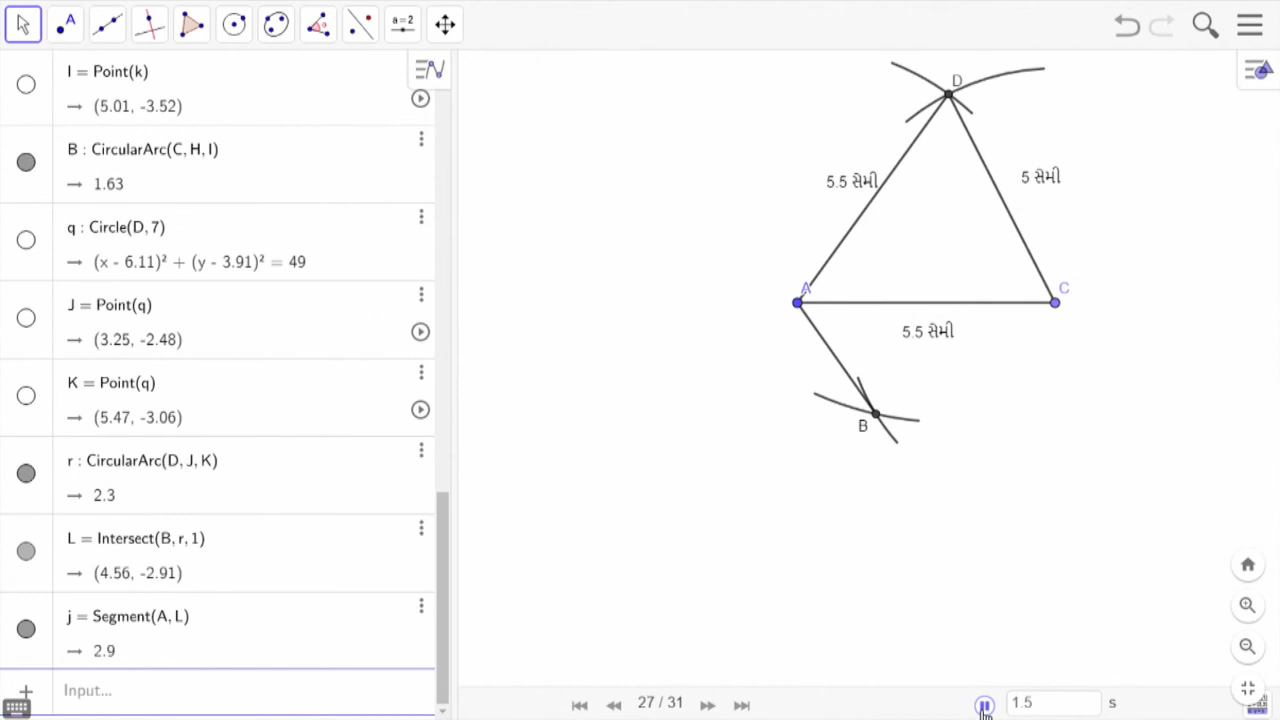 A
a=2
I = Point(k)
→ (5.01, -3.52)
B : CircularArc(C, H, I)
→ 1.63
q : Circle(D, 7)
→ (x - 6.11)² + (y - 3.91)² = 49
J = Point(q)
→ (3.25, -2.48)
K = Point(q)
→ (5.47, -3.06)
r : CircularArc(D, J, K)
→ 2.3
L = Intersect(B, r, 1)
→ (4.56, -2.91)
j = Segment(A, L)
→ 2.9
Input...
D
5.5 સેમી
5 સેમી
A
C
5.5 સેમી
B
27 / 31
1.5 s